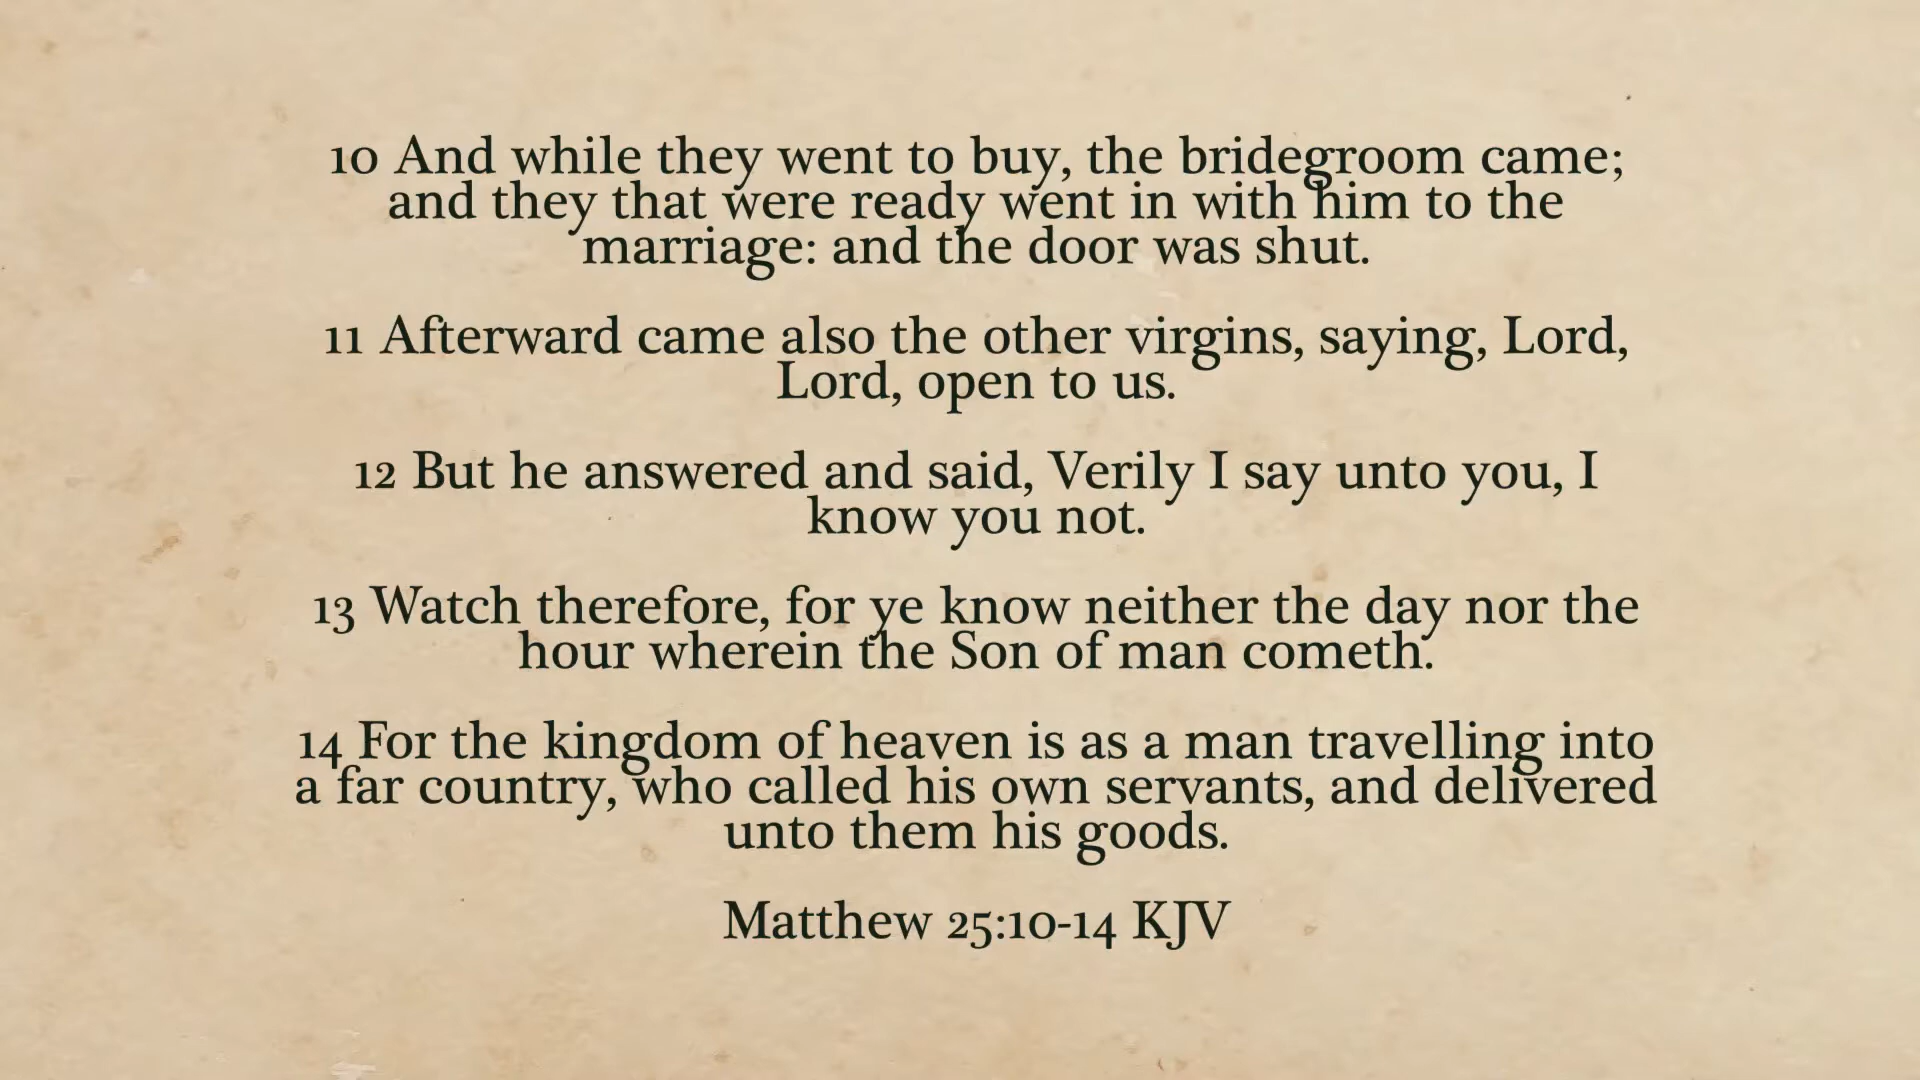 10 And while they went to buy, the bridegroom came;
and they that were ready went in with him to the
marriage: and the door was shut.
11 Afterward came also the other virgins, saying, Lord,
Lord, open to us.
12 But he answered and said, Verily I say unto you, I
know you not.
13 Watch therefore, for ye know neither the day nor the
hour wherein the Son of man cometh.
14 For the kingdom of heaven is as a man travelling into
a far country, who called his own servants, and delivered
unto them his goods.
Matthew 25:10-14 KJV